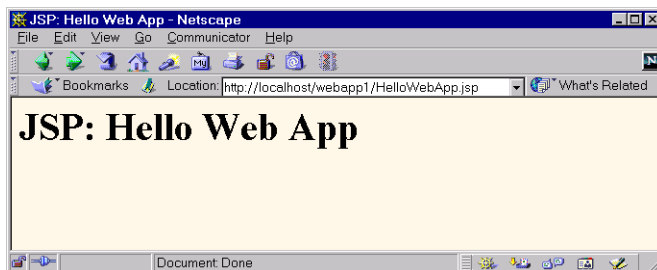 JSP: Hello Web App - Netscape
File Edit View Go Communicator Help
My
N
Bookmarks Location: http://localhost/webapp1/HelloWebApp.jsp What's Related
JSP: Hello Web App
Document: Done